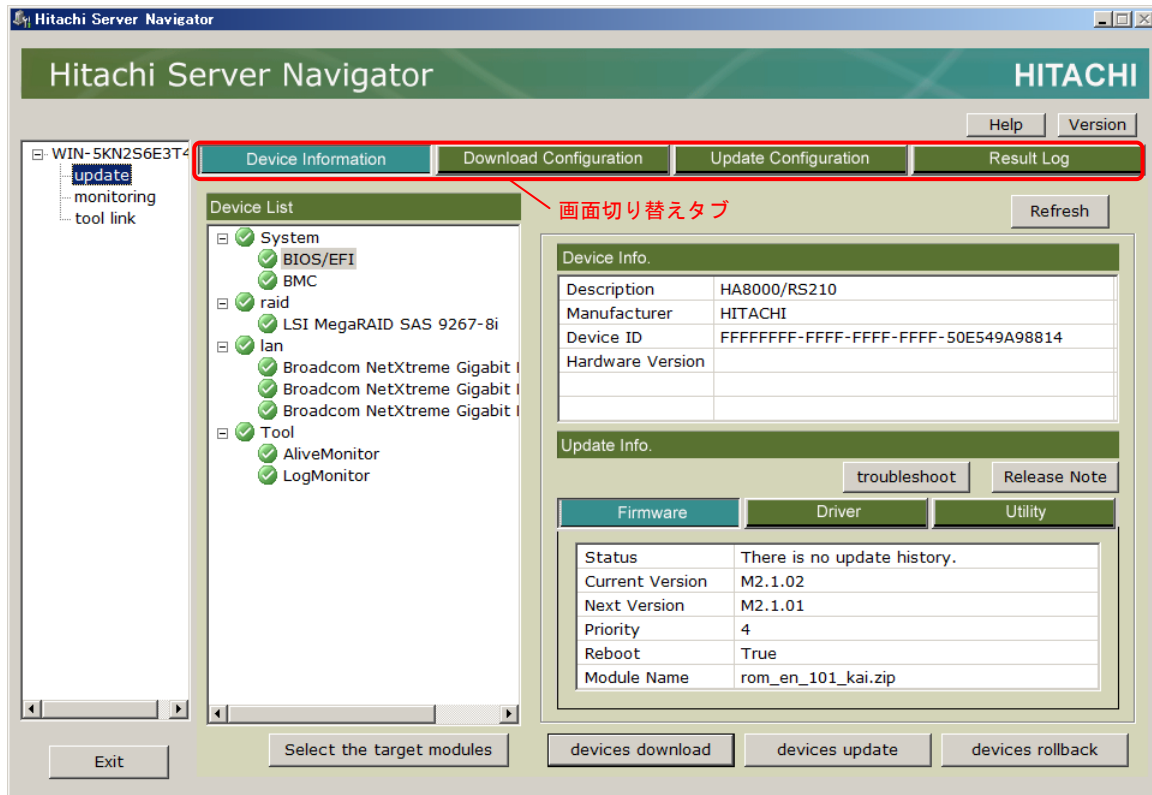 Hitachi Server Navigator
Hitachi Server Navigator
HITACHI
Help
Version
WIN-5KN2S6E3T4
update
monitoring
tool link
Device Information
Download Configuration
Update Configuration
Result Log
画面切り替えタブ
Refresh
Device List
System
BIOS/EFI
BMC
raid
LSI MegaRAID SAS 9267-8i
lan
Broadcom NetXtreme Gigabit
Broadcom NetXtreme Gigabit
Broadcom NetXtreme Gigabit
Tool
AliveMonitor
LogMonitor
Device Info.
Description HA8000/RS210
Manufacturer HITACHI
Device ID FFFFFFFF-FFFF-FFFF-FFFF-50E549A98814
Hardware Version
Update Info.
troubleshoot
Release Note
Firmware
Driver
Utility
Status There is no update history.
Current Version M2.1.02
Next Version M2.1.01
Priority 4
Reboot True
Module Name rom_en_101_kai.zip
Exit
Select the target modules
devices download
devices update
devices rollback